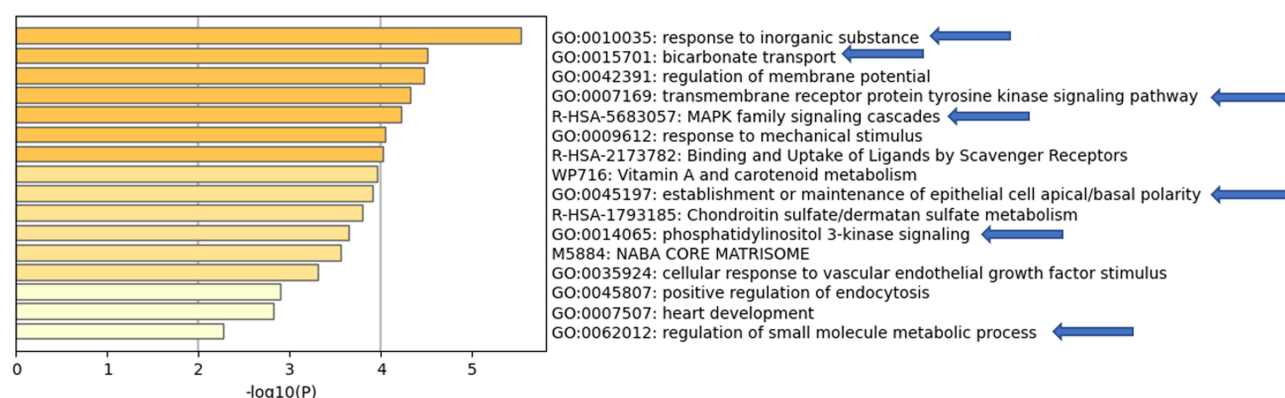 GO:0010035: response to inorganic substance
GO:0015701: bicarbonate transport
GO:0042391: regulation of membrane potential
GO:0007169: transmembrane receptor protein tyrosine kinase signaling pathway
R-HSA-5683057: MAPK family signaling cascades
GO:0009612: response to mechanical stimulus
R-HSA-2173782: Binding and Uptake of Ligands by Scavenger Receptors
WP716: Vitamin A and carotenoid metabolism
GO:0045197: establishment or maintenance of epithelial cell apical/basal polarity
R-HSA-1793185: Chondroitin sulfate/dermatan sulfate metabolism
GO:0014065: phosphatidylinositol 3-kinase signaling
M5884: NABA CORE MATRISOME
GO:0035924: cellular response to vascular endothelial growth factor stimulus
GO:0045807: positive regulation of endocytosis
GO:0007507: heart development
GO:0062012: regulation of small molecule metabolic process
0 1 2 3 4 5
-log10(P)